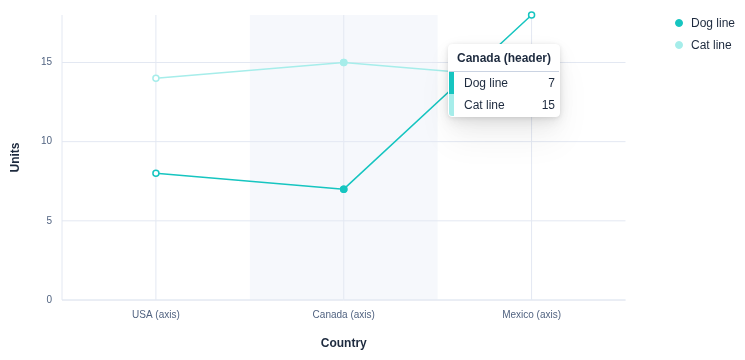 Dog line
Cat line
Units
15
10
5
0
Canada (header)
Dog line 7
Cat line 15
USA (axis) Canada (axis) Mexico (axis)
Country